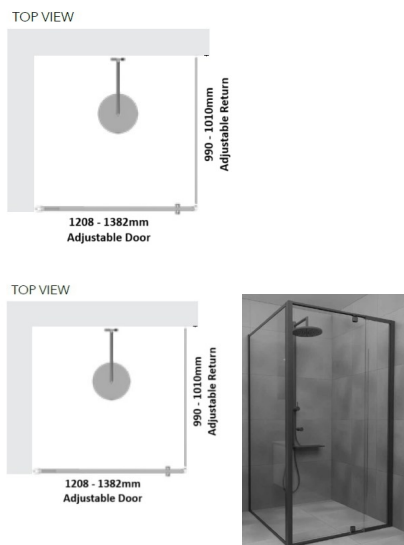 TOP VIEW
990 - 1010mm
Adjustable Return
1208 - 1382mm
Adjustable Door
TOP VIEW
990 - 1010mm
Adjustable Return
1208 - 1382mm
Adjustable Door